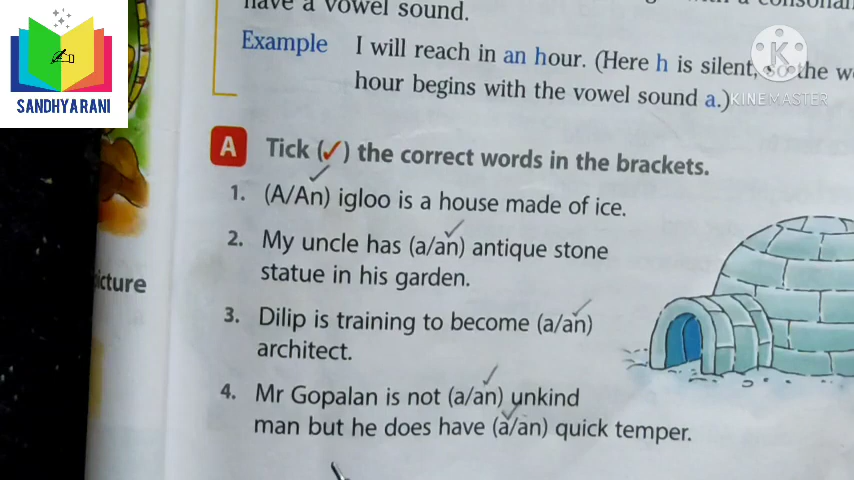 have a vowel sound.
Example I will reach in an hour. (Here h is silent, so the
hour begins with the vowel sound a.)
KINEMASTER
SANDHYARANI
A Tick (✓) the correct words in the brackets.
1. (A/An) igloo is a house made of ice.
2. My uncle has (a/an) antique stone
statue in his garden.
icture
3. Dilip is training to become (a/an)
architect.
4. Mr Gopalan is not (a/an) unkind
man but he does have (a/an) quick temper.